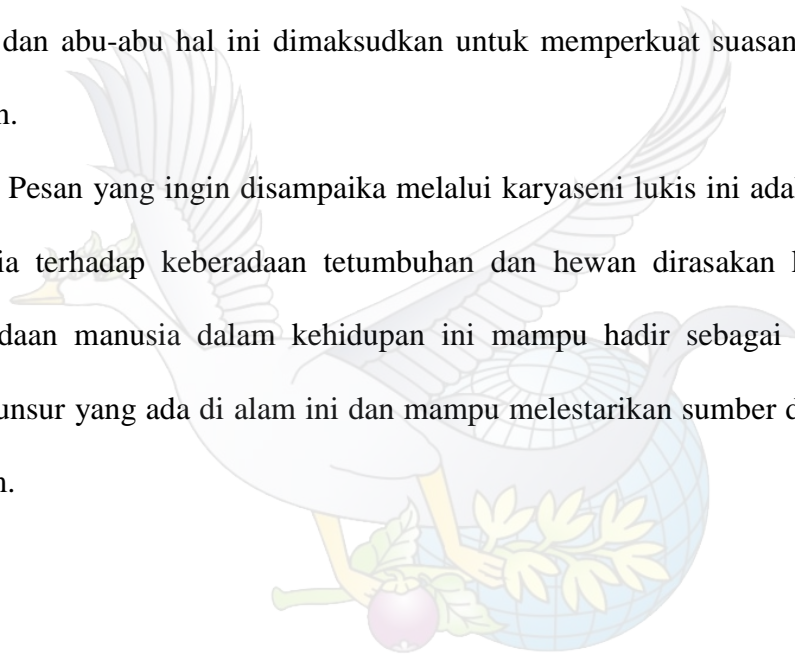 dan abu-abu hal ini dimaksudkan untuk memperkuat suasan
n.
Pesan yang ingin disampaika melalui karyaseni lukis ini ada
ia terhadap keberadaan tetumbuhan dan hewan dirasakan
daan manusia dalam kehidupan ini mampu hadir sebagai
unsur yang ada di alam ini dan mampu melestarikan sumber d
n.